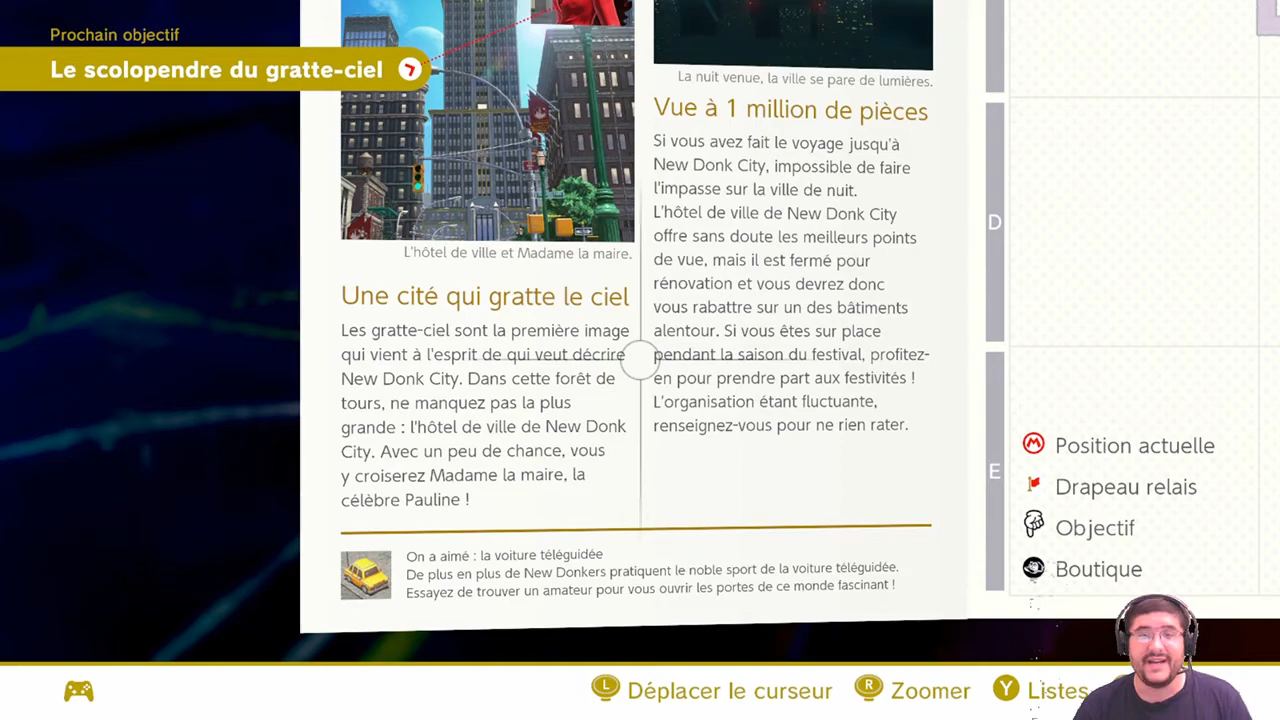 Prochain objectif
Le scolopendre du gratte-ciel
L'hôtel de ville et Madame la maire.
Une cité qui gratte le ciel
Les gratte-ciel sont la première image
qui vient à l'esprit de qui veut décrire
New Donk City. Dans cette forêt de
tours, ne manquez pas la plus
grande : l'hôtel de ville de New Donk
City. Avec un peu de chance, vous
y croiserez Madame la maire, la
célèbre Pauline !
La nuit venue, la ville se pare de lumières.
Vue à 1 million de pièces
Si vous avez fait le voyage jusqu'à
New Donk City, impossible de faire
l'impasse sur la ville de nuit.
L'hôtel de ville de New Donk City
offre sans doute les meilleurs points
de vue, mais il est fermé pour
rénovation et vous devrez donc
vous rabattre sur un des bâtiments
alentour. Si vous êtes sur place
pendant la saison du festival, profitez-
en pour prendre part aux festivités !
L'organisation étant fluctuante,
renseignez-vous pour ne rien rater.
On a aimé : la voiture téléguidée
De plus en plus de New Donkers pratiquent le noble sport de la voiture téléguidée.
Essayez de trouver un amateur pour vous ouvrir les portes de ce monde fascinant !
D
E
Position actuelle
Drapeau relais
Objectif
Boutique
L Déplacer le curseur
R Zoomer
Y Listes